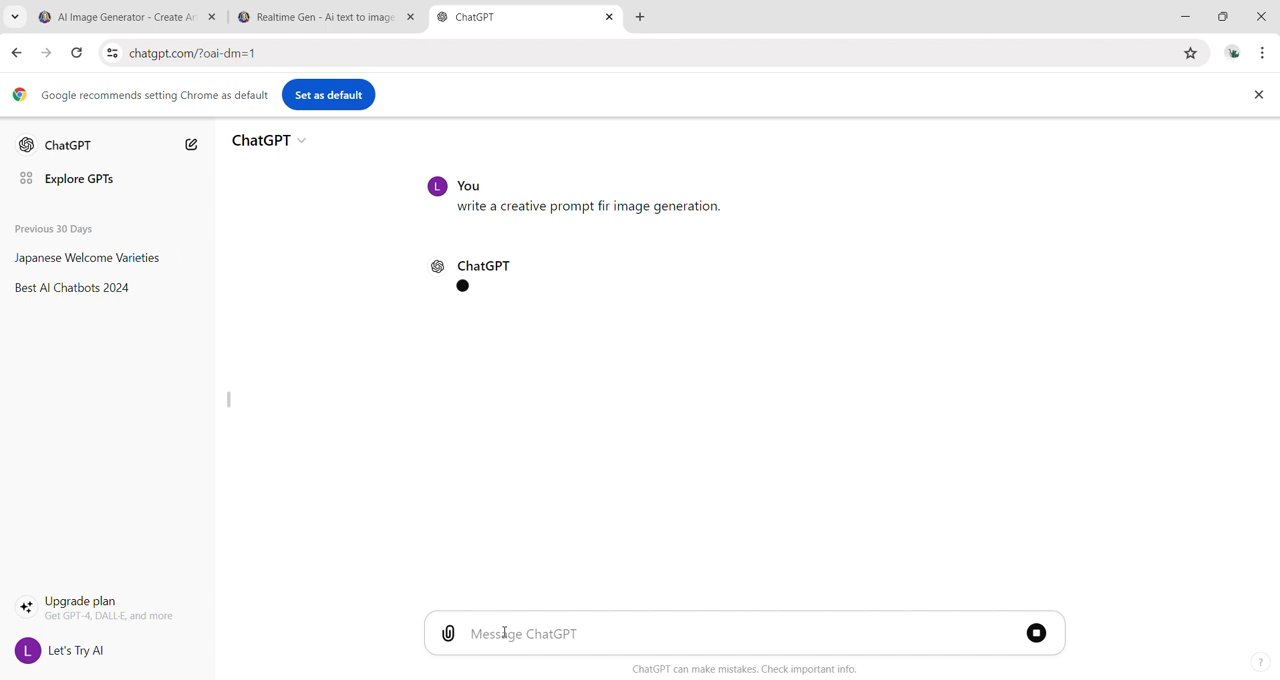 AI Image Generator - Create Ar
Realtime Gen - Ai text to image
ChatGPT
chatgpt.com/?oai-dm=1
Google recommends setting Chrome as default
Set as default
ChatGPT
Explore GPTs
Previous 30 Days
Japanese Welcome Varieties
Best AI Chatbots 2024
Upgrade plan
Get GPT-4, DALL·E, and more
L Let's Try AI
ChatGPT
L You
write a creative prompt fir image generation.
ChatGPT
Message ChatGPT
ChatGPT can make mistakes. Check important info.
?